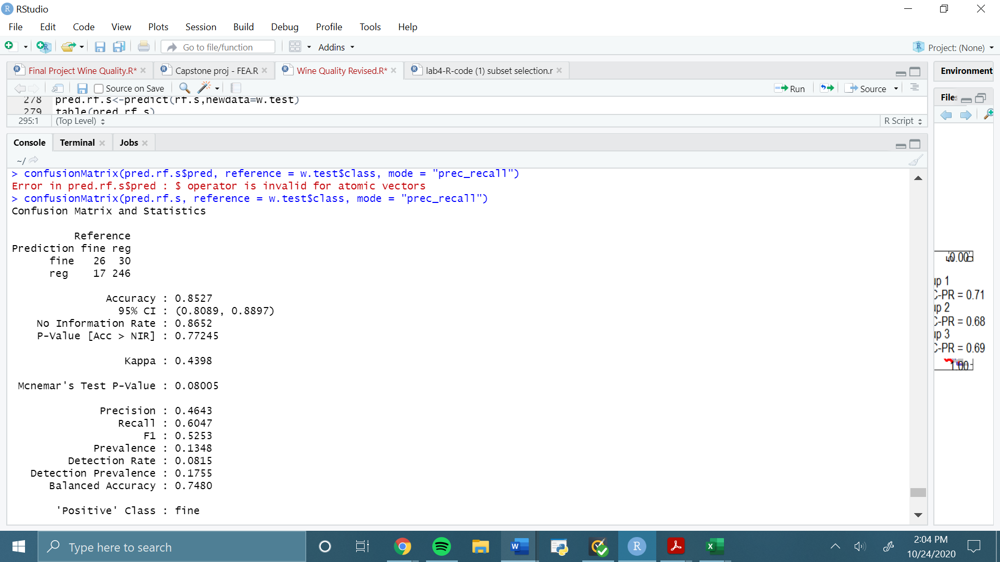 RStudio
File Edit Code View Plots Session Build Debug Profile Tools Help
Go to file/function Addins Project: (None)
Final Project Wine Quality.R* Capstone proj - FEA.R Wine Quality Revised.R* lab4-R-code (1) subset selection.r Environment
Source on Save Run Source
Files
278 pred.rf.s<-predict(rf.s,newdata=w.test)
279 table(pred.rf.s)
295:1 (Top Level) R Script
Console Terminal Jobs
~/
> confusionMatrix(pred.rf.s$pred, reference = w.test$class, mode = "prec_recall")
Error in pred.rf.s$pred : $ operator is invalid for atomic vectors
> confusionMatrix(pred.rf.s, reference = w.test$class, mode = "prec_recall")
Confusion Matrix and Statistics
Reference
Prediction fine reg
fine 26 30
reg 17 246
Accuracy : 0.8527
95% CI : (0.8089, 0.8897)
No Information Rate : 0.8652
P-Value [Acc > NIR] : 0.77245
Kappa : 0.4398
Mcnemar's Test P-Value : 0.08005
Precision : 0.4643
Recall : 0.6047
F1 : 0.5253
Prevalence : 0.1348
Detection Rate : 0.0815
Detection Prevalence : 0.1755
Balanced Accuracy : 0.7480
'Positive' Class : fine
0.00
up 1
C-PR = 0.71
up 2
C-PR = 0.68
up 3
C-PR = 0.69
1.00
Type here to search
2:04 PM
10/24/2020